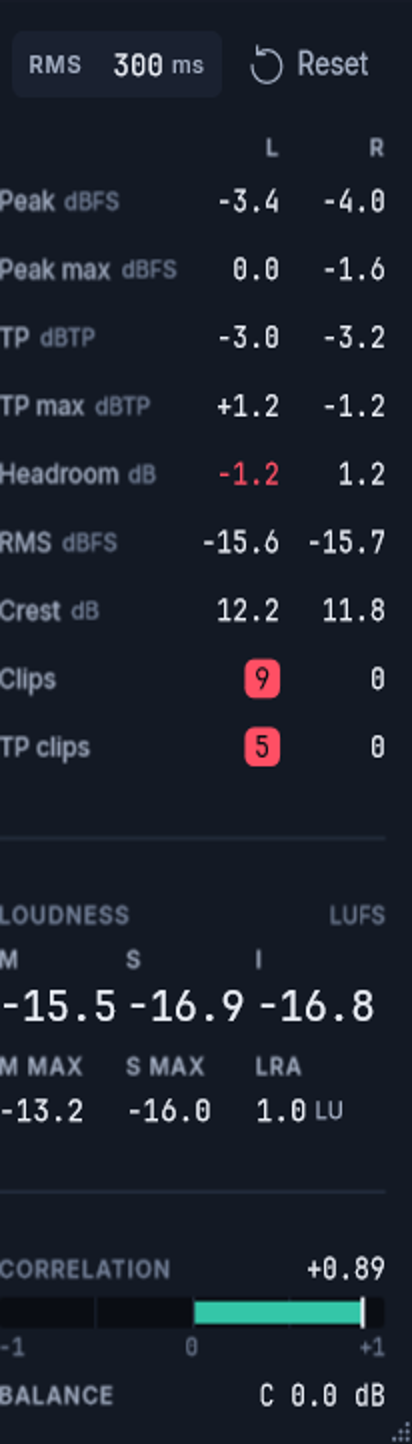 RMS 300 ms Reset
L R
Peak dBFS -3.4 -4.0
Peak max dBFS 0.0 -1.6
TP dBTP -3.0 -3.2
TP max dBTP +1.2 -1.2
Headroom dB -1.2 1.2
RMS dBFS -15.6 -15.7
Crest dB 12.2 11.8
Clips 9 0
TP clips 5 0
LOUDNESS LUFS
M S I
-15.5 -16.9 -16.8
M MAX S MAX LRA
-13.2 -16.0 1.0 LU
CORRELATION +0.89
-1 0 +1
BALANCE C 0.0 dB